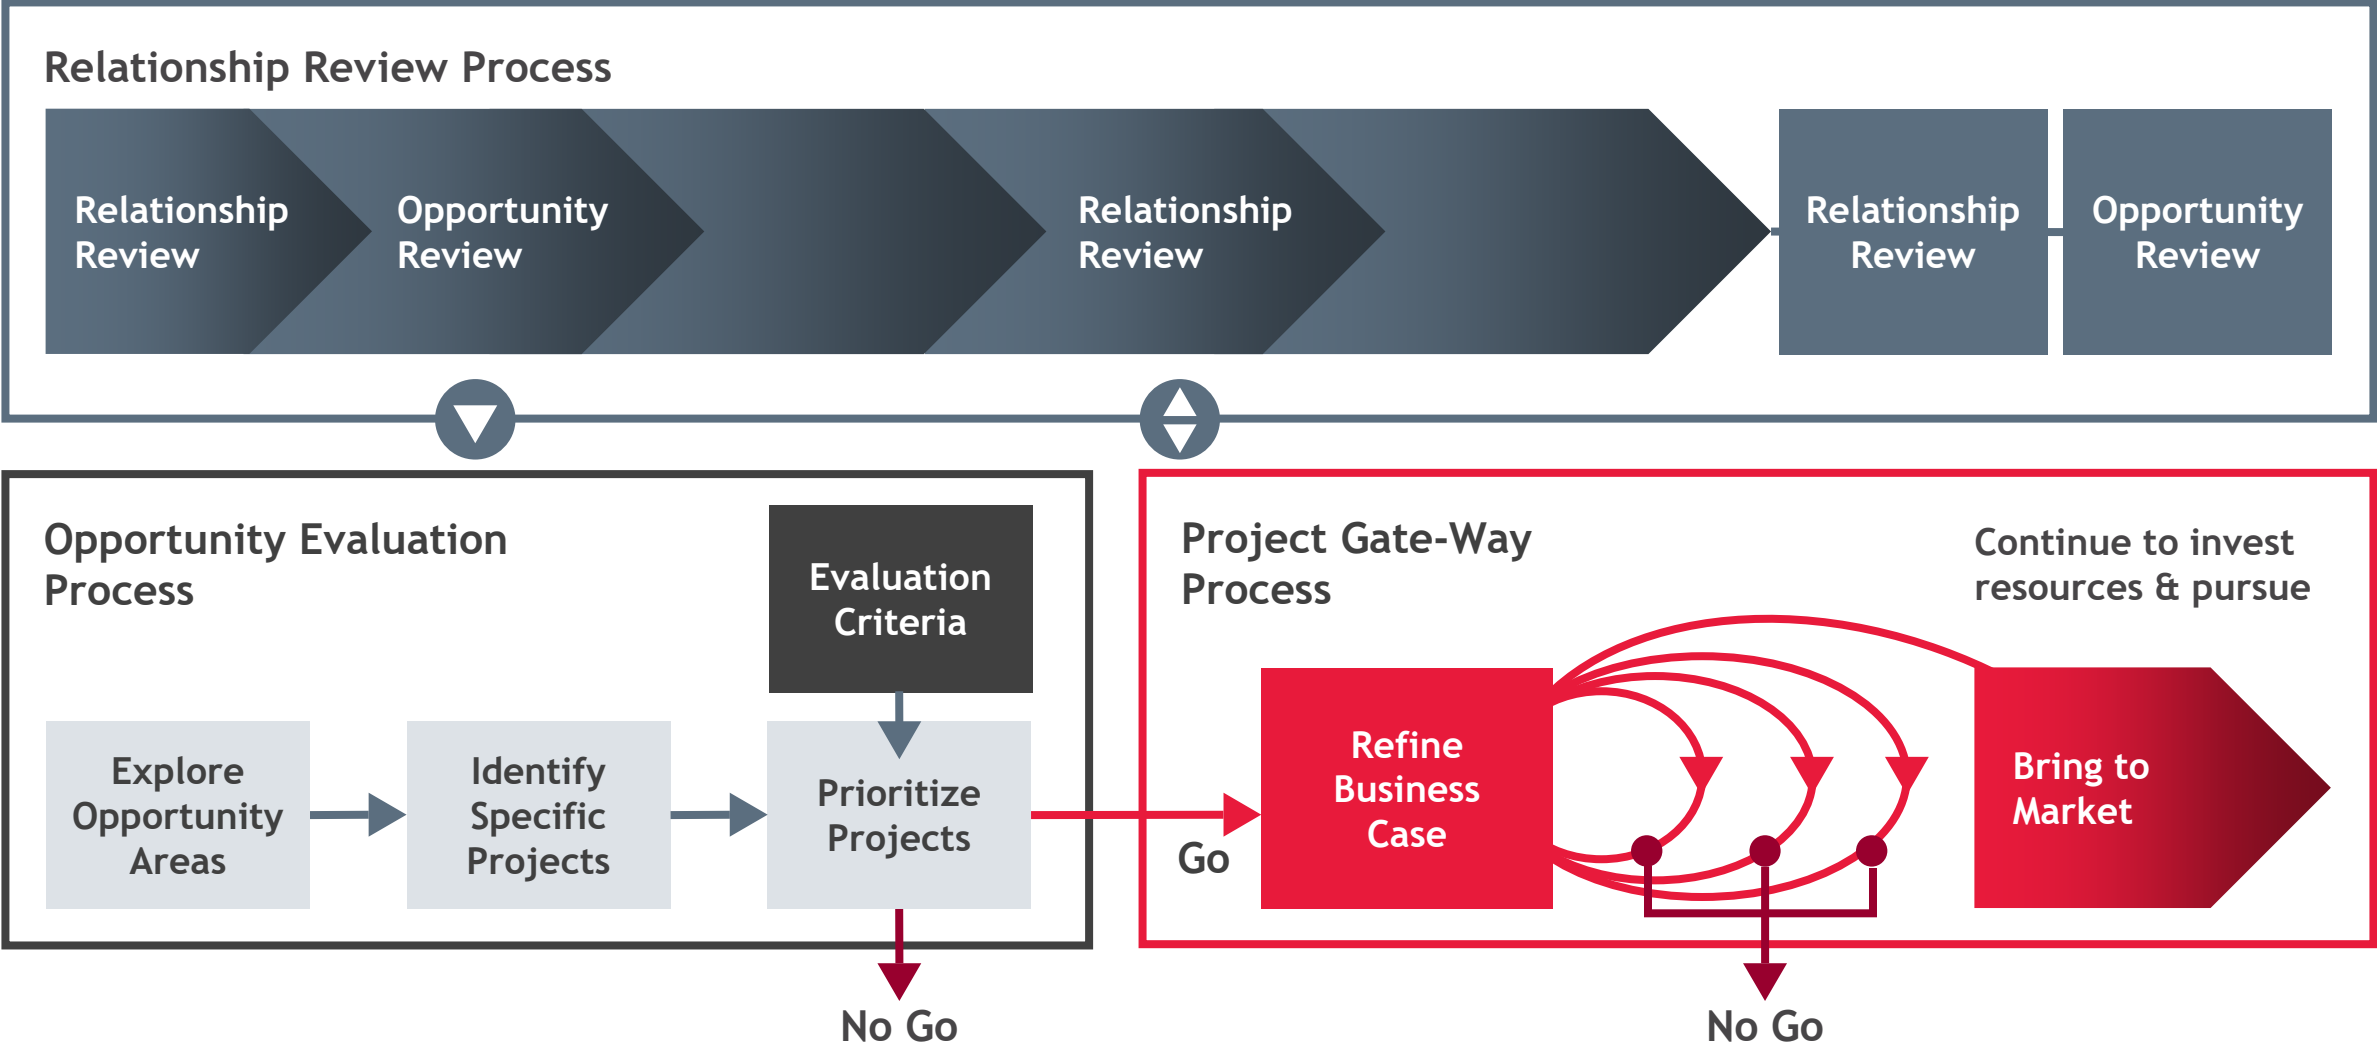 Relationship Review Process
Relationship
Review
Opportunity
Review
Relationship
Review
Relationship
Review
Opportunity
Review
Opportunity Evaluation
Process
Evaluation
Criteria
Explore
Opportunity
Areas
Identify
Specific
Projects
Prioritize
Projects
No Go
Go
Project Gate-Way
Process
Continue to invest
resources & pursue
Refine
Business
Case
Bring to
Market
No Go